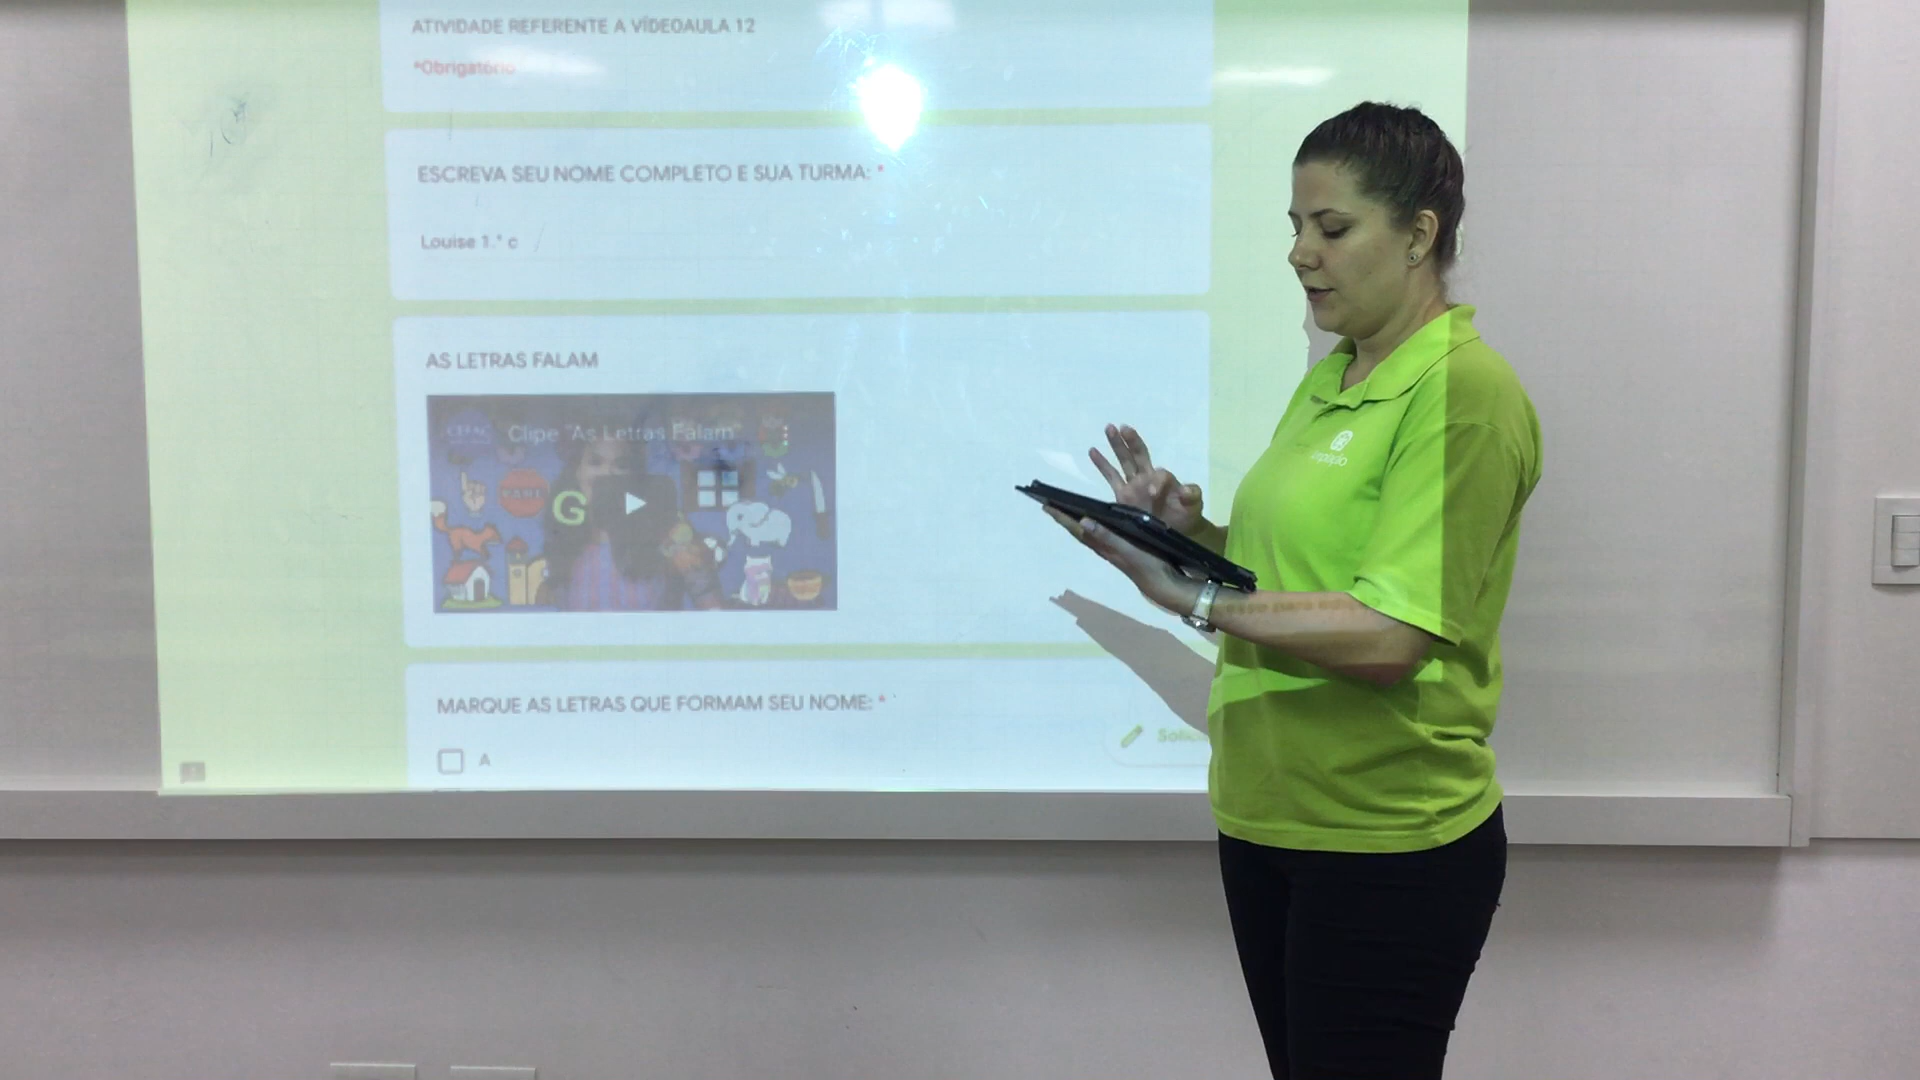 ATIVIDADE REFERENTE A VÍDEOAULA 12
*Obrigatório
ESCREVA SEU NOME COMPLETO E SUA TURMA: *
Louise 1.° c
AS LETRAS FALAM
Clipe "As Letras Falam"
G
MARQUE AS LETRAS QUE FORMAM SEU NOME: *
A